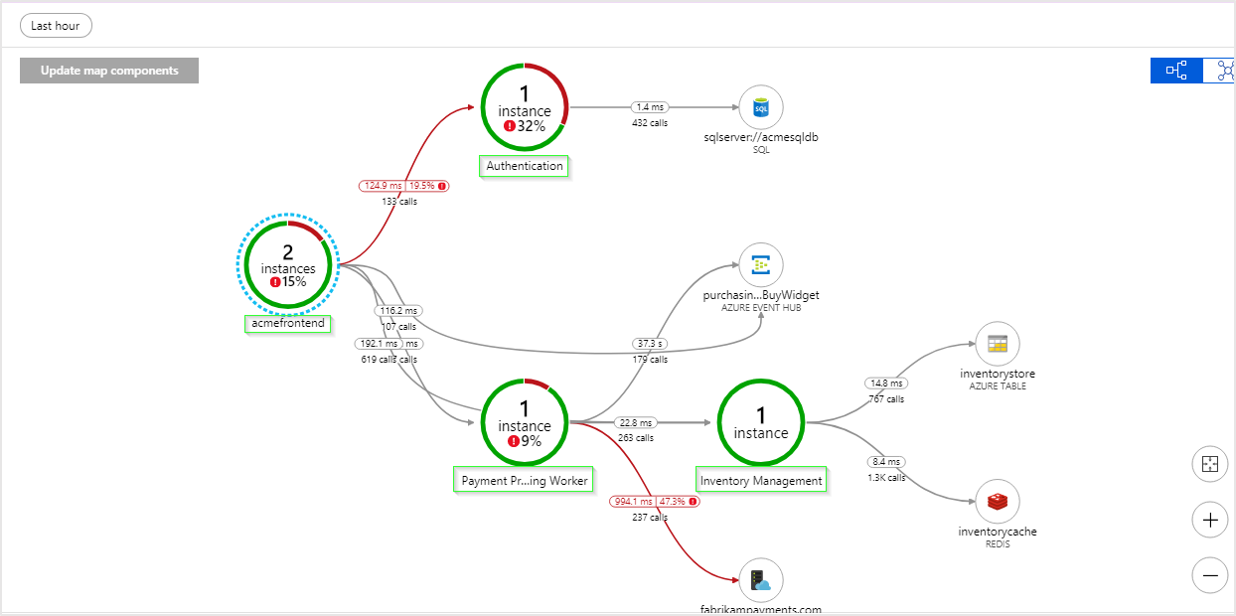 Last hour
Update map components
1
instance
32%
Authentication
1.4 ms
432 calls
SQL
sqlserver://acmesqldb
SQL
124.9 ms 19.5%
133 calls
2
instances
15%
acmefrontend
116.2 ms
107 calls
192.1 ms ms
619 calls calls
purchasin...BuyWidget
AZURE EVENT HUB
37.3 s
179 calls
1
instance
9%
Payment Pr...ing Worker
22.8 ms
263 calls
1
instance
Inventory Management
14.8 ms
767 calls
inventorystore
AZURE TABLE
8.4 ms
1.3K calls
inventorycache
REDIS
994.1 ms 47.3%
237 calls
fabrikampayments.com